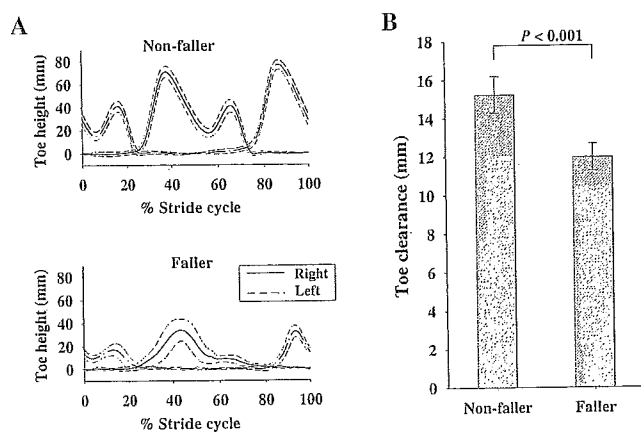 A
Non-faller
Toe height (mm)
80
60
40
20
0
0 20 40 60 80 100
% Stride cycle
Faller
Right
Left
Toe height (mm)
80
60
40
20
0
0 20 40 60 80 100
% Stride cycle
B
P < 0.001
Toe clearance (mm)
18
16
14
12
10
8
6
4
2
0
Non-faller Faller